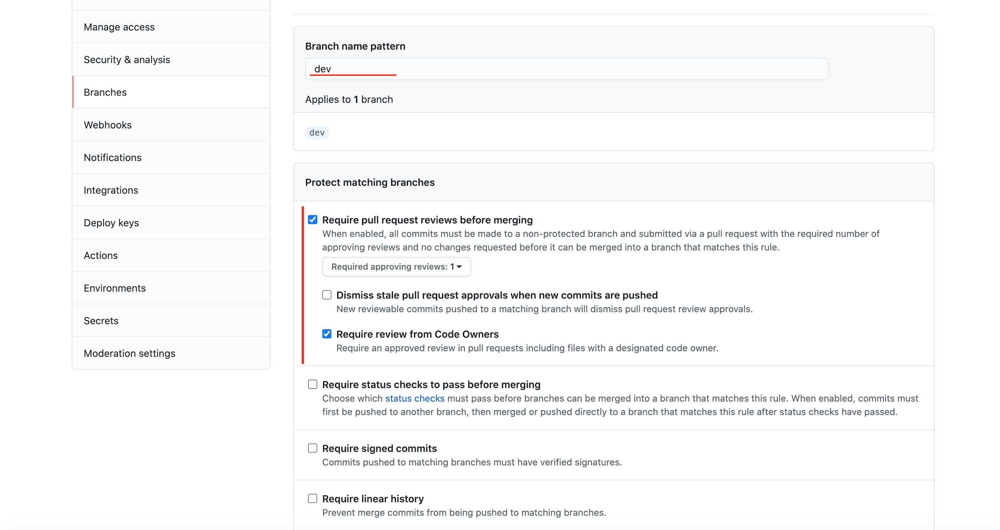 Manage access
Security & analysis
Branches
Webhooks
Notifications
Integrations
Deploy keys
Actions
Environments
Secrets
Moderation settings
Branch name pattern
dev
Applies to 1 branch
dev
Protect matching branches
Require pull request reviews before merging
When enabled, all commits must be made to a non-protected branch and submitted via a pull request with the required number of
approving reviews and no changes requested before it can be merged into a branch that matches this rule.
Required approving reviews: 1
Dismiss stale pull request approvals when new commits are pushed
New reviewable commits pushed to a matching branch will dismiss pull request review approvals.
Require review from Code Owners
Require an approved review in pull requests including files with a designated code owner.
Require status checks to pass before merging
Choose which status checks must pass before branches can be merged into a branch that matches this rule. When enabled, commits must
first be pushed to another branch, then merged or pushed directly to a branch that matches this rule after status checks have passed.
Require signed commits
Commits pushed to matching branches must have verified signatures.
Require linear history
Prevent merge commits from being pushed to matching branches.